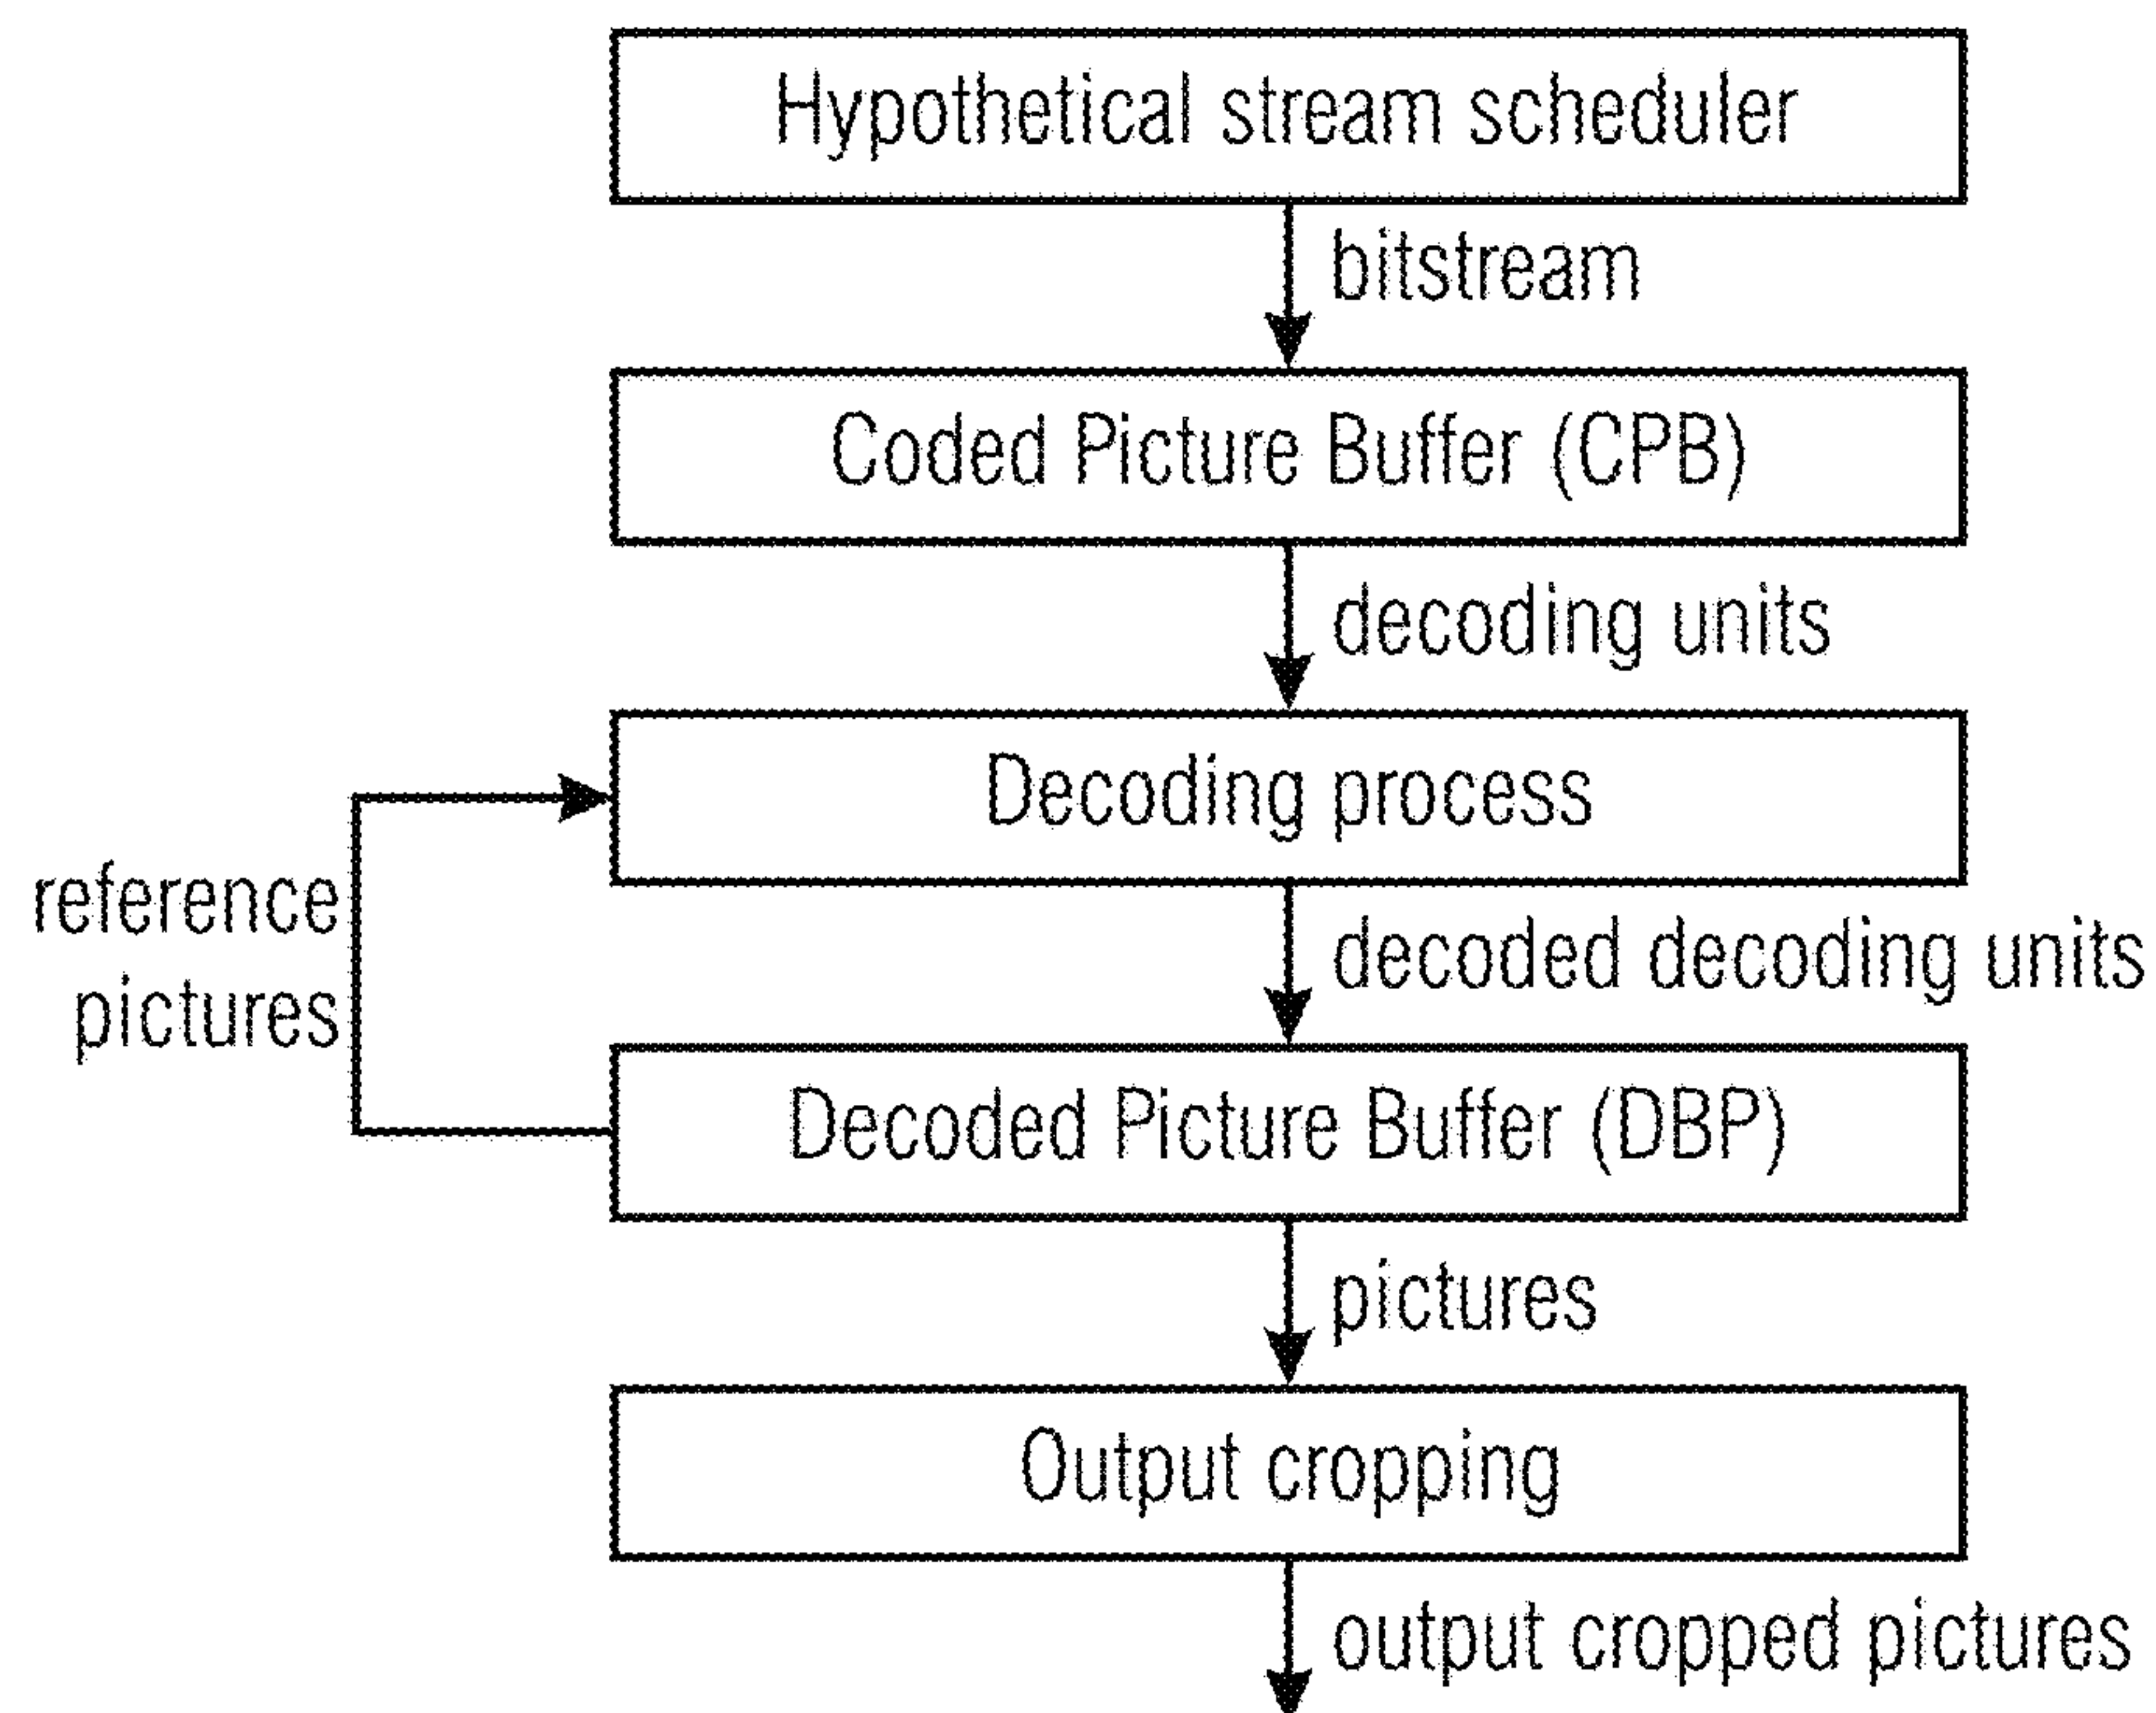 Hypothetical stream scheduler
bitstream
Coded Picture Buffer (CPB)
decoding units
Decoding process
reference
pictures
decoded decoding units
Decoded Picture Buffer (DBP)
pictures
Output cropping
output cropped pictures